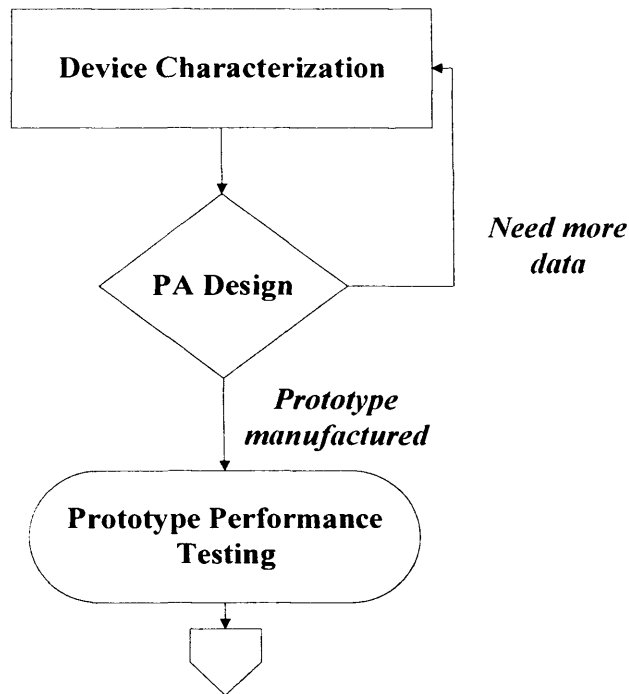 Device Characterization
Need more
data
PA Design
Prototype
manufactured
Prototype Performance
Testing